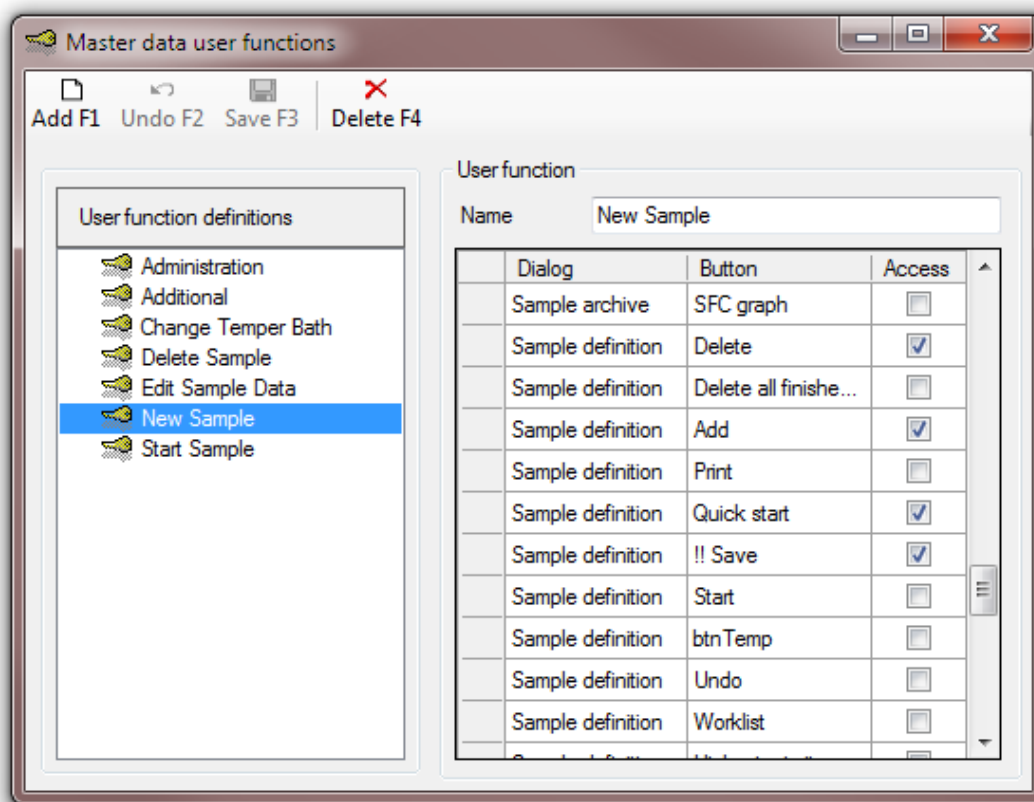 Master data user functions
Add F1 Undo F2 Save F3 Delete F4
User function definitions
Administration
Additional
Change Temper Bath
Delete Sample
Edit Sample Data
New Sample
Start Sample
User function
Name New Sample
Dialog Button Access
Sample archive SFC graph
Sample definition Delete
Sample definition Delete all finishe...
Sample definition Add
Sample definition Print
Sample definition Quick start
Sample definition !! Save
Sample definition Start
Sample definition btnTemp
Sample definition Undo
Sample definition Worklist